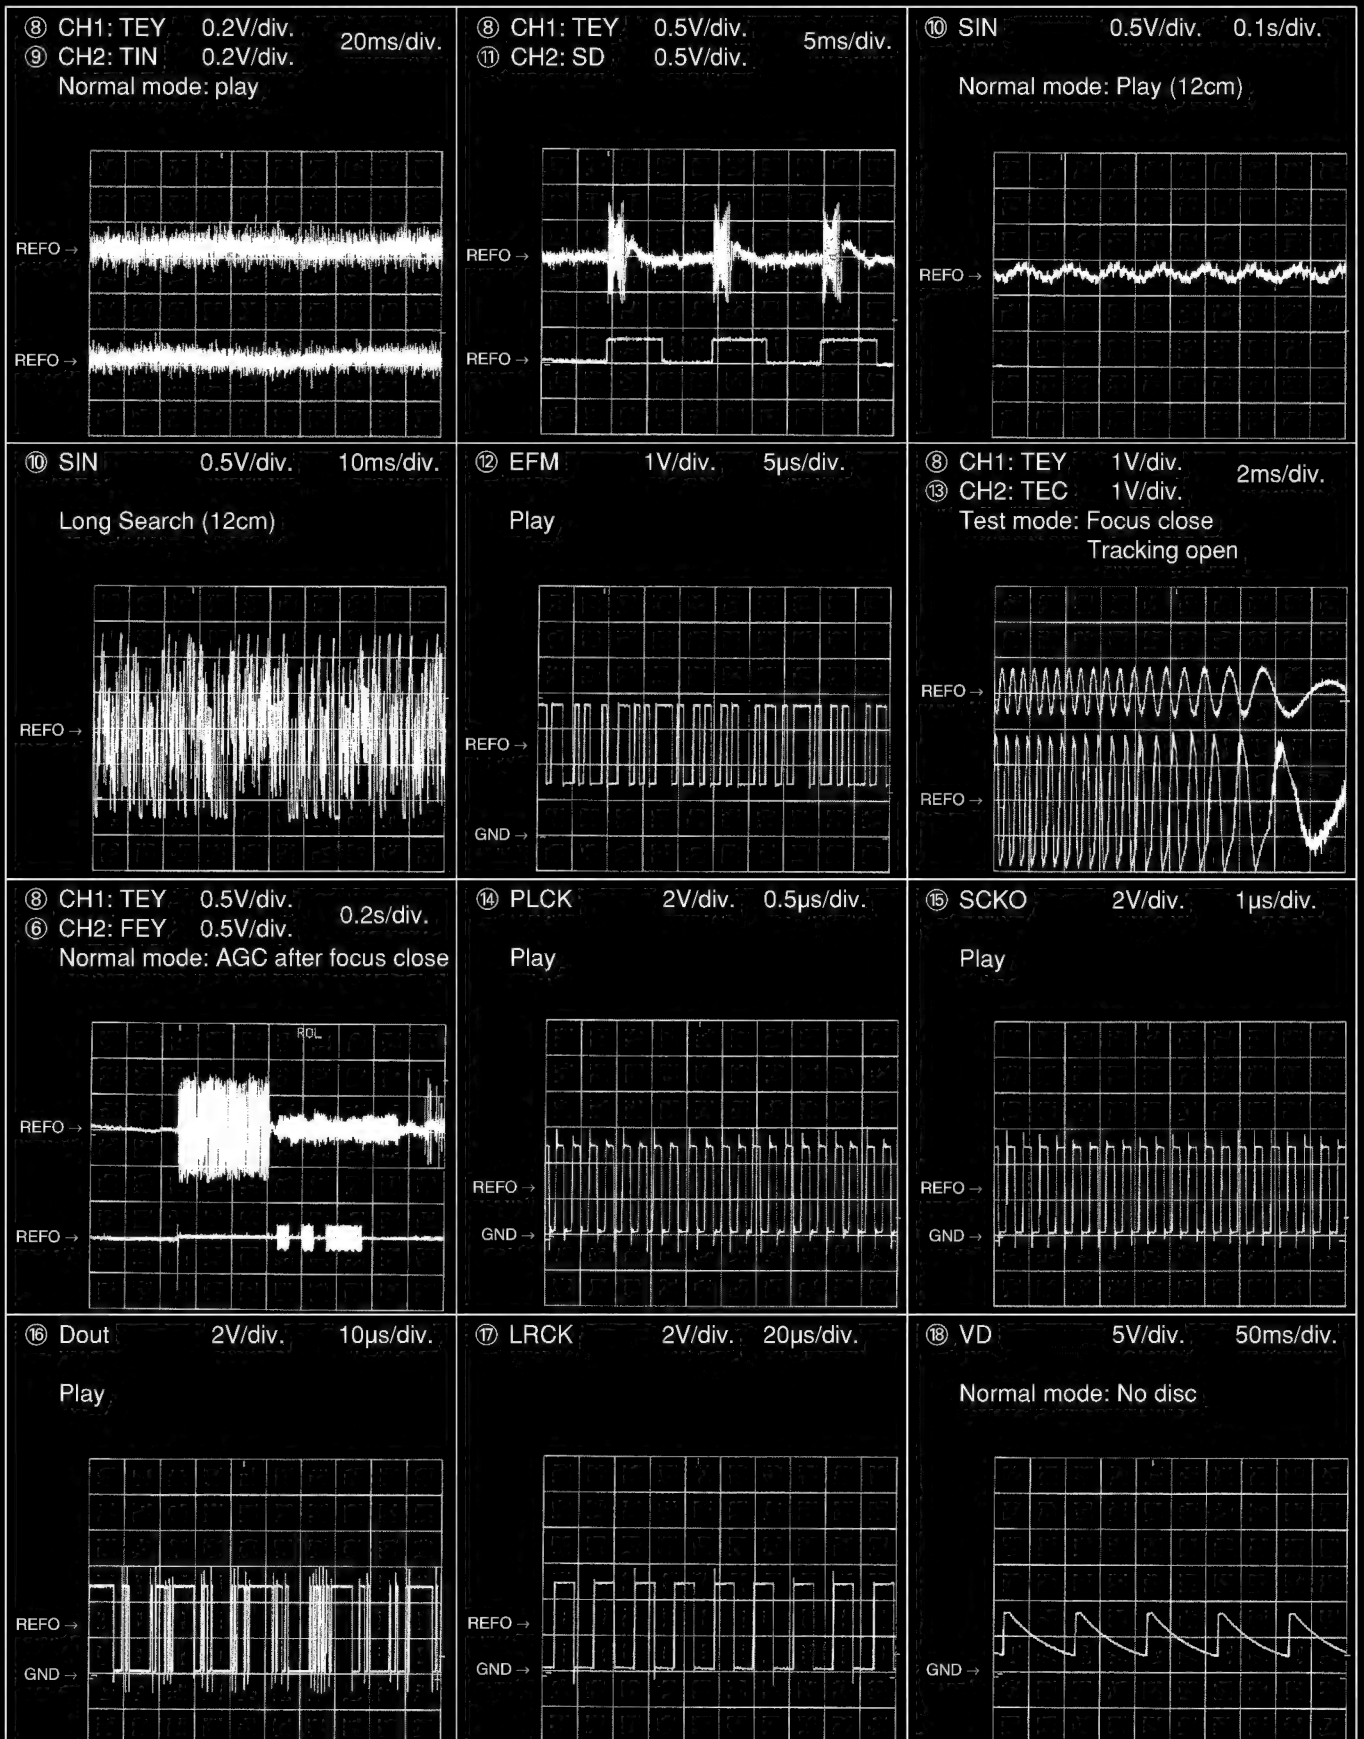 ⑧ CH1: TEY 0.2V/div.
⑨ CH2: TIN 0.2V/div.
20ms/div.
Normal mode: play
REFO →
REFO →
⑧ CH1: TEY 0.5V/div.
⑪ CH2: SD 0.5V/div.
5ms/div.
REFO →
REFO →
⑩ SIN 0.5V/div. 0.1s/div.
Normal mode: Play (12cm)
REFO →
⑩ SIN 0.5V/div. 10ms/div.
Long Search (12cm)
REFO →
⑫ EFM 1V/div. 5µs/div.
Play
REFO →
GND →
⑧ CH1: TEY 1V/div.
⑬ CH2: TEC 1V/div.
2ms/div.
Test mode: Focus close
Tracking open
REFO →
REFO →
⑧ CH1: TEY 0.5V/div.
⑥ CH2: FEY 0.5V/div.
0.2s/div.
Normal mode: AGC after focus close
ROL
REFO →
REFO →
⑭ PLCK 2V/div. 0.5µs/div.
Play
REFO →
GND →
⑮ SCKO 2V/div. 1µs/div.
Play
REFO →
GND →
⑯ Dout 2V/div. 10µs/div.
Play
REFO →
GND →
⑰ LRCK 2V/div. 20µs/div.
REFO →
GND →
⑱ VD 5V/div. 50ms/div.
Normal mode: No disc
GND →